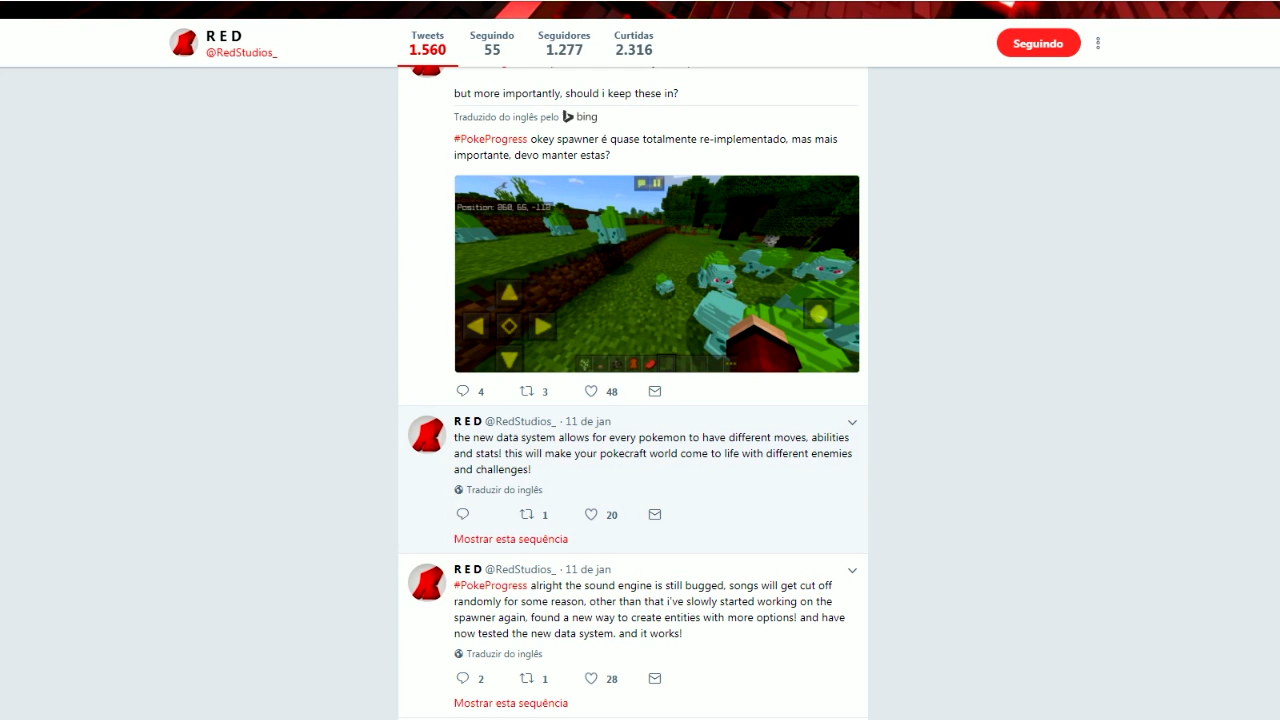 R E D
@RedStudios_
Tweets
1.560
Seguindo
55
Seguidores
1.277
Curtidas
2.316
Seguindo
but more importantly, should i keep these in?
Traduzido do inglês pelo bing
#PokeProgress okey spawner é quase totalmente re-implementado, mas mais
importante, devo manter estas?
Position: 260, 65, -112
4 3 48
R E D @RedStudios_ · 11 de jan
the new data system allows for every pokemon to have different moves, abilities
and stats! this will make your pokecraft world come to life with different enemies
and challenges!
Traduzir do inglês
1 20
Mostrar esta sequência
R E D @RedStudios_ · 11 de jan
#PokeProgress alright the sound engine is still bugged, songs will get cut off
randomly for some reason, other than that i've slowly started working on the
spawner again, found a new way to create entities with more options! and have
now tested the new data system. and it works!
Traduzir do inglês
2 1 28
Mostrar esta sequência